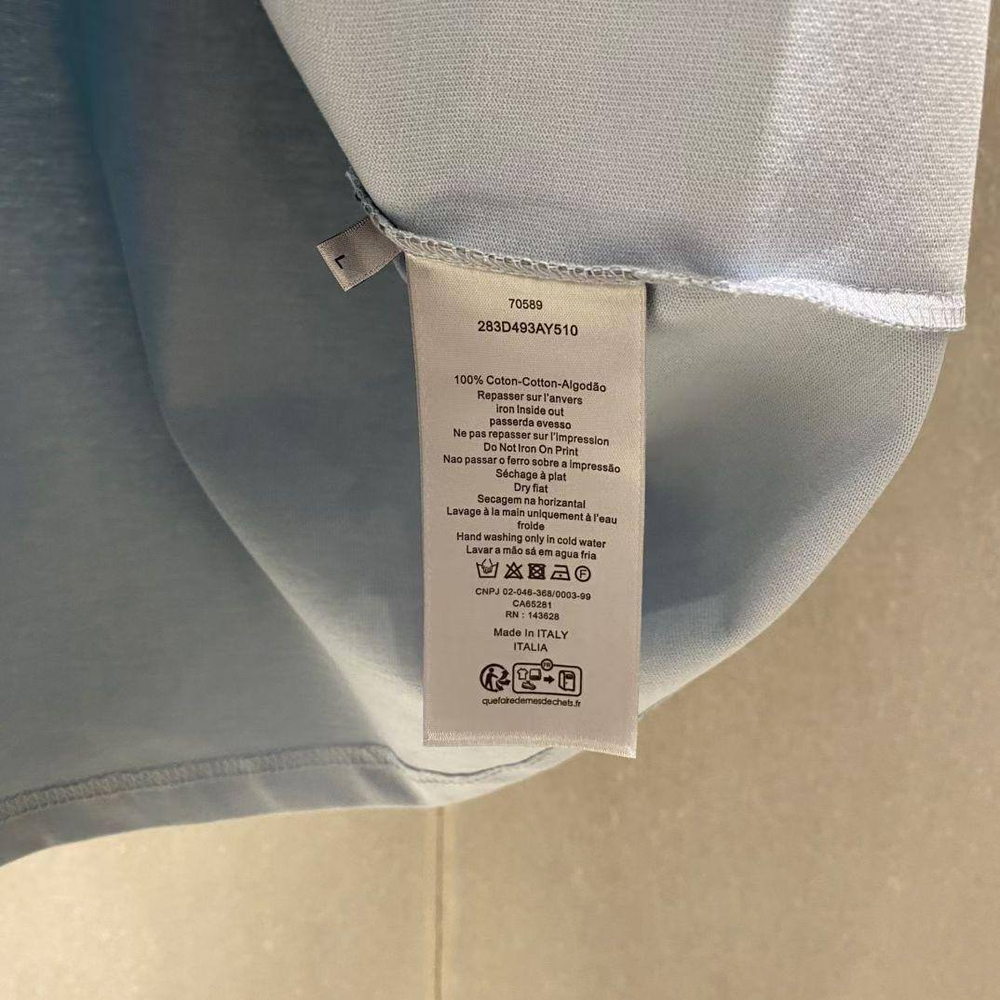 L
70589
283D493AY510
100% Coton-Cotton-Algodão
Repasser sur l'anvers
iron Inside out
passerda evesso
Ne pas repasser sur l'Impression
Do Not Iron On Print
Nao passar o ferro sobre a impressão
Séchage à plat
Dry fiat
Secagem na horizantal
Lavage à la main uniquement à l'eau
frolde
Hand washing only in cold water
Lavar a mão sá em agua fria
F
CNPJ 02-046-368/0003-99
CA65281
RN : 143628
Made In ITALY
ITALIA
FR
quefairedemesdechets.fr